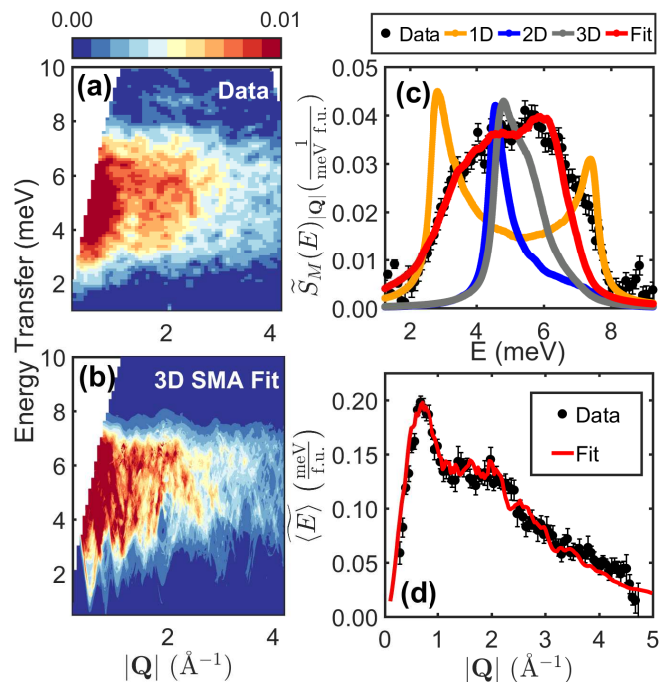 0.00 0.01
Data 1D 2D 3D Fit
(a) Data
10
8
6
4
2
2 4
Energy Transfer (meV)
(c)
0.05
0.04
0.03
0.02
0.01
0.00
2 4 6 8
E (meV)
S̃_M(E)_|Q| (1/meV f.u.)
(b) 3D SMA Fit
10
8
6
4
2
2 4
|Q| (Å⁻¹)
(d)
Data
Fit
0.20
0.15
0.10
0.05
0.00
0 1 2 3 4 5
|Q| (Å⁻¹)
⟨E⟩~ (meV/f.u.)